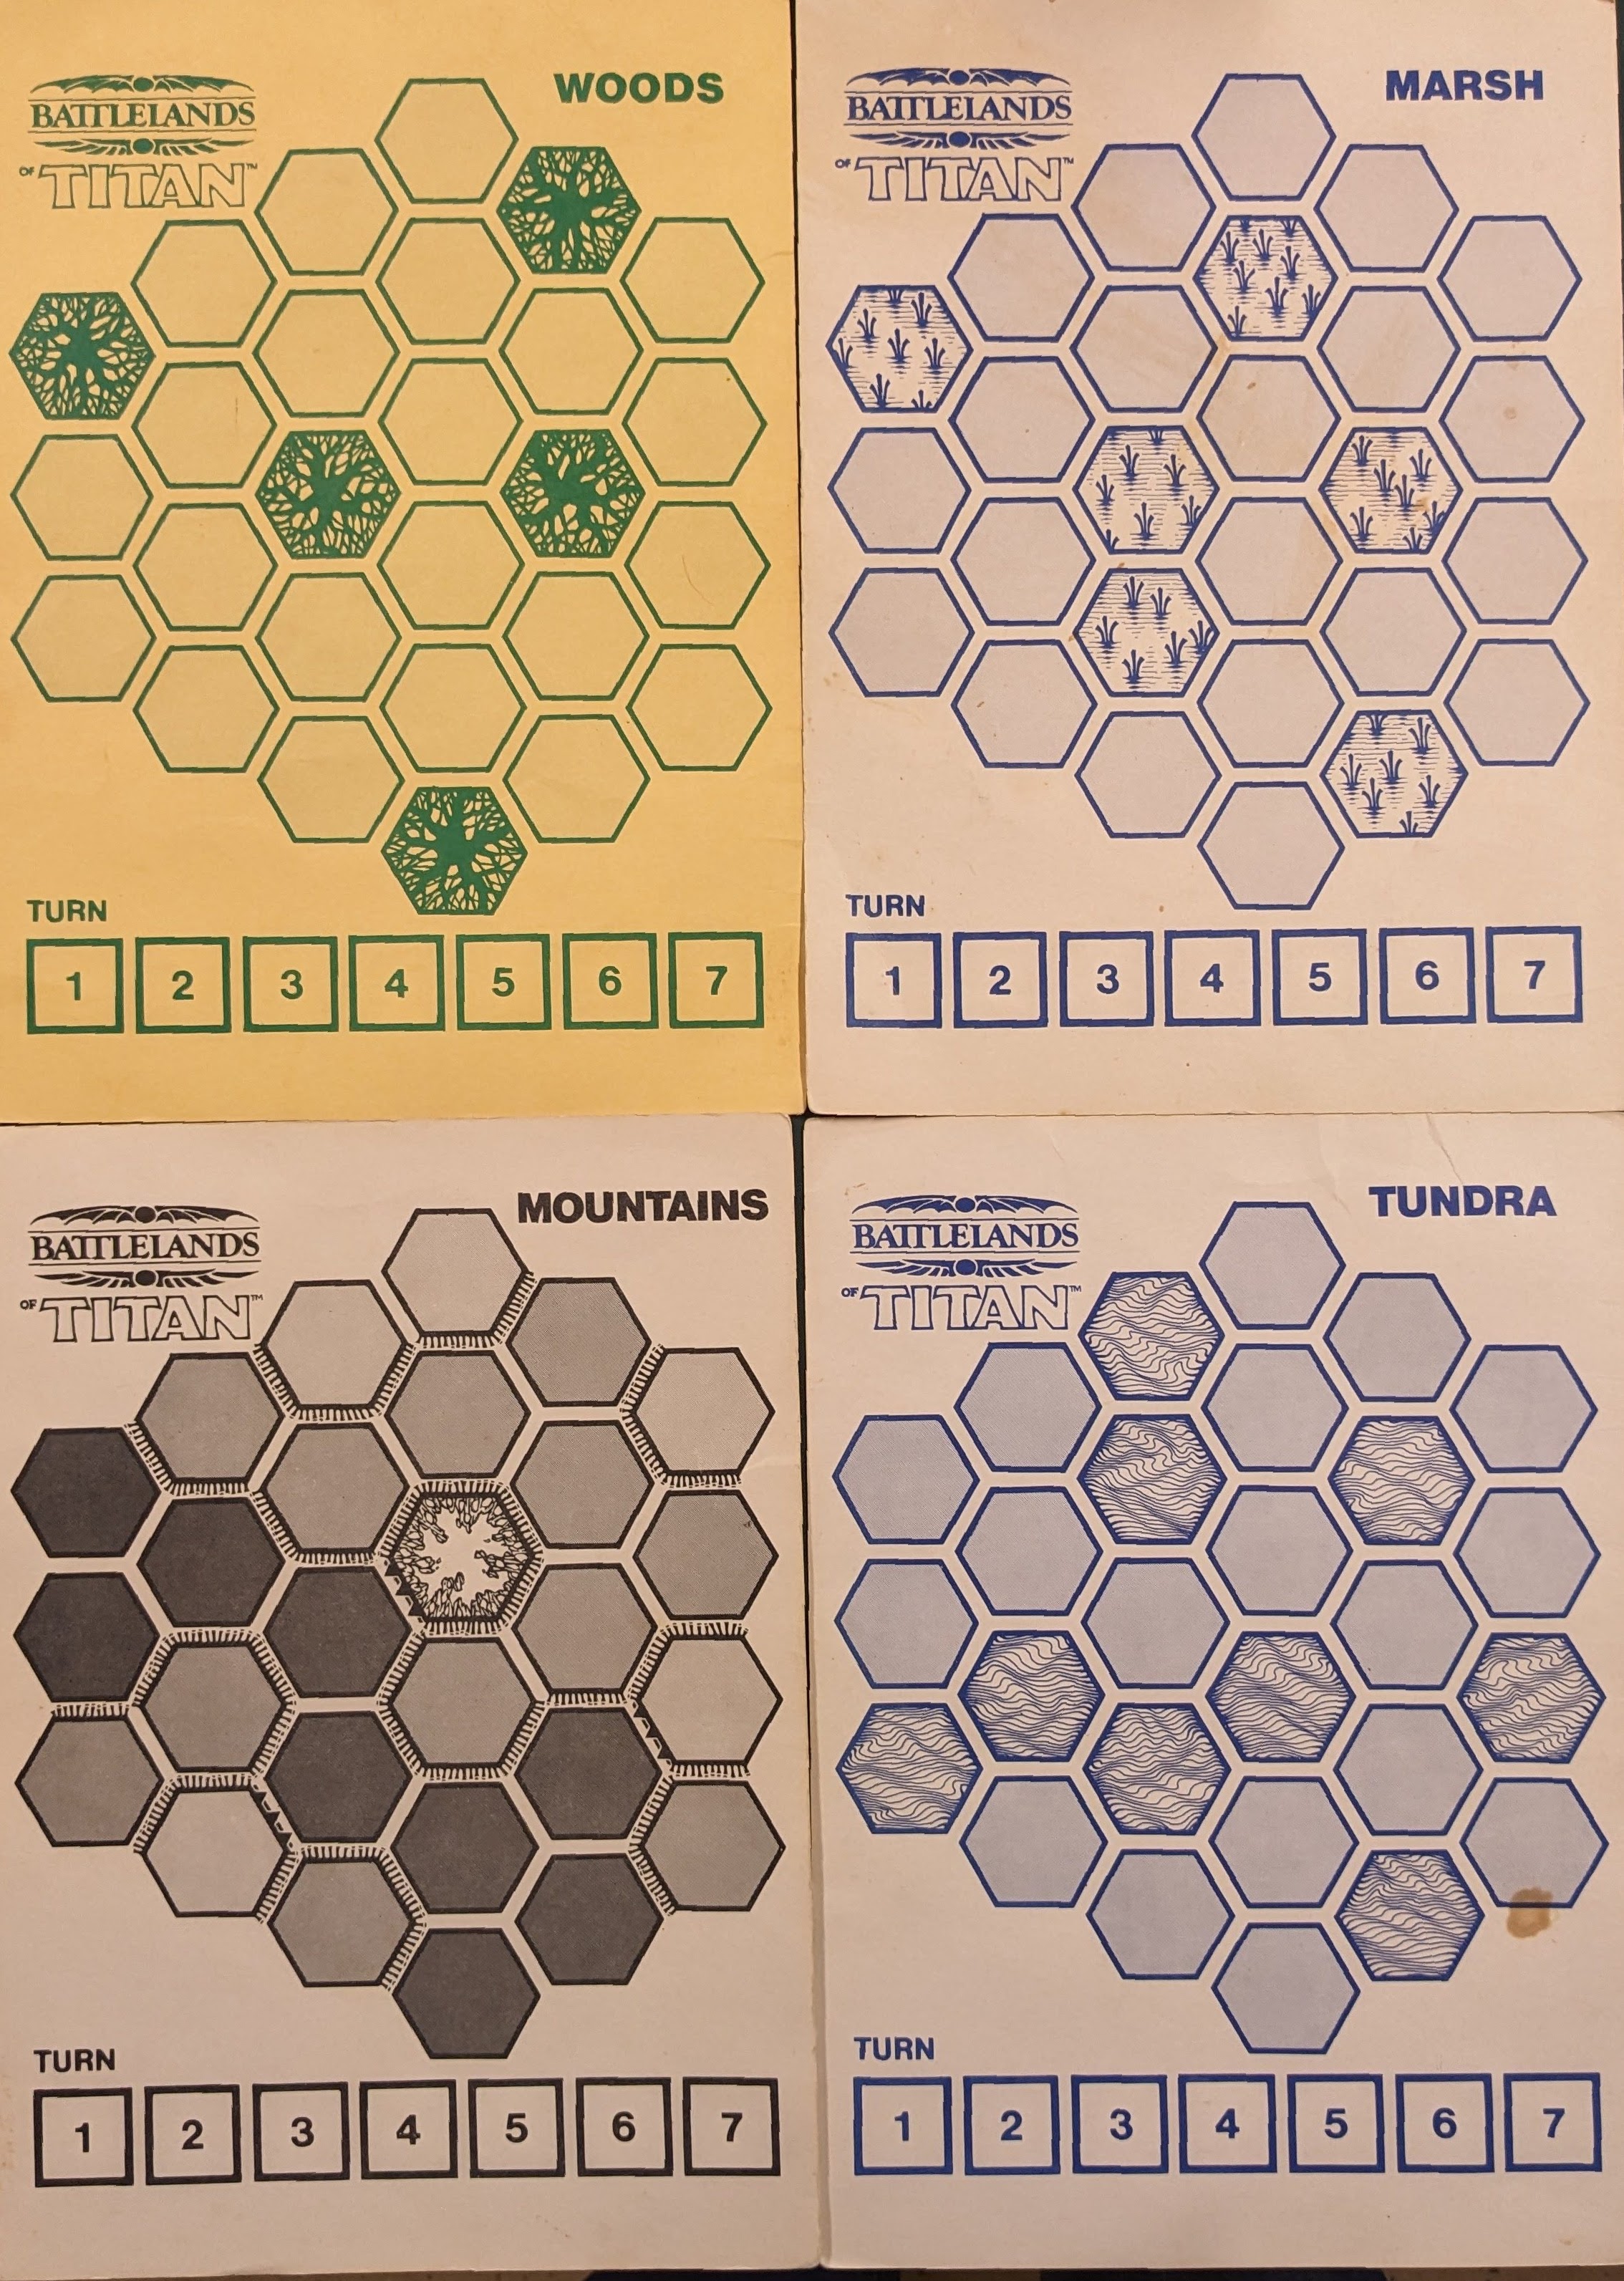 WOODS
BATTLELANDS
OF TITAN™
TURN
1 2 3 4 5 6 7
MARSH
BATTLELANDS
OF TITAN™
TURN
1 2 3 4 5 6 7
MOUNTAINS
BATTLELANDS
OF TITAN™
TURN
1 2 3 4 5 6 7
TUNDRA
BATTLELANDS
OF TITAN™
TURN
1 2 3 4 5 6 7